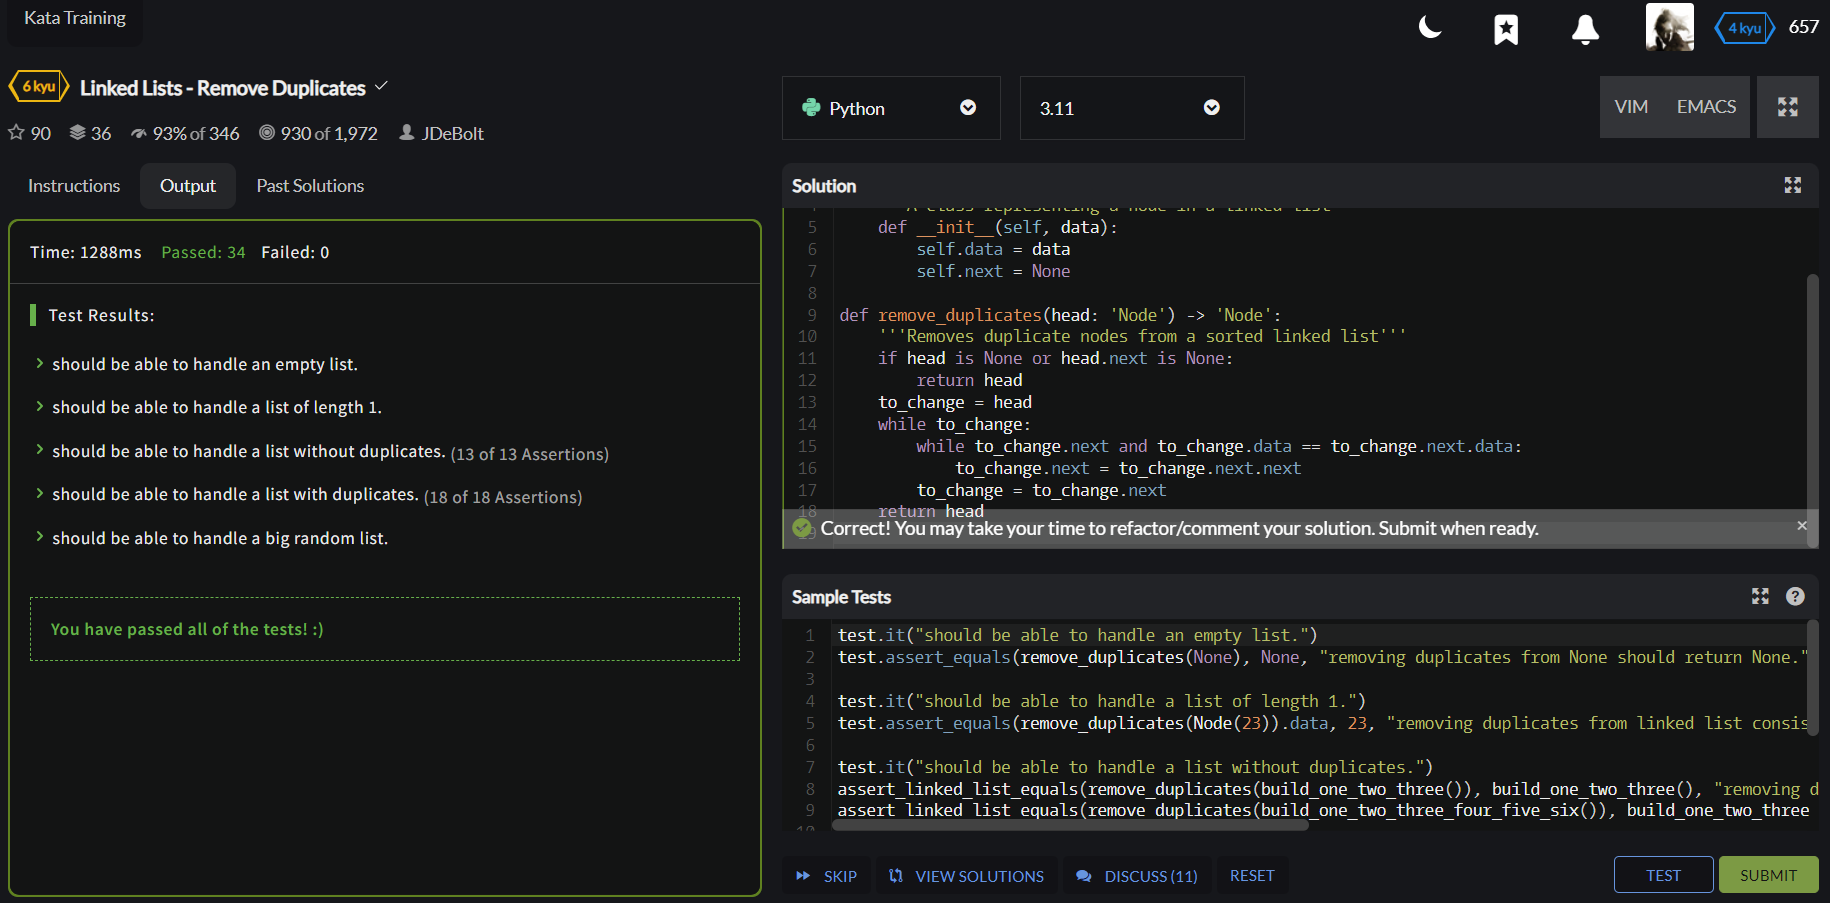 Kata Training
4 kyu 657
6 kyu Linked Lists - Remove Duplicates
90 36 93% of 346 930 of 1,972 JDeBolt
Instructions Output Past Solutions
Time: 1288ms Passed: 34 Failed: 0
Test Results:
should be able to handle an empty list.
should be able to handle a list of length 1.
should be able to handle a list without duplicates. (13 of 13 Assertions)
should be able to handle a list with duplicates. (18 of 18 Assertions)
should be able to handle a big random list.
You have passed all of the tests! :)
Python 3.11 VIM EMACS
Solution
A class representing a node in a linked list
5 def __init__(self, data):
6 self.data = data
7 self.next = None
8
9 def remove_duplicates(head: 'Node') -> 'Node':
10 '''Removes duplicate nodes from a sorted linked list'''
11 if head is None or head.next is None:
12 return head
13 to_change = head
14 while to_change:
15 while to_change.next and to_change.data == to_change.next.data:
16 to_change.next = to_change.next.next
17 to_change = to_change.next
18 return head
19
Correct! You may take your time to refactor/comment your solution. Submit when ready.
Sample Tests
1 test.it("should be able to handle an empty list.")
2 test.assert_equals(remove_duplicates(None), None, "removing duplicates from None should return None."
3
4 test.it("should be able to handle a list of length 1.")
5 test.assert_equals(remove_duplicates(Node(23)).data, 23, "removing duplicates from linked list consis
6
7 test.it("should be able to handle a list without duplicates.")
8 assert_linked_list_equals(remove_duplicates(build_one_two_three()), build_one_two_three(), "removing d
9 assert_linked_list_equals(remove_duplicates(build_one_two_three_four_five_six()), build_one_two_three
10
SKIP VIEW SOLUTIONS DISCUSS (11) RESET TEST SUBMIT